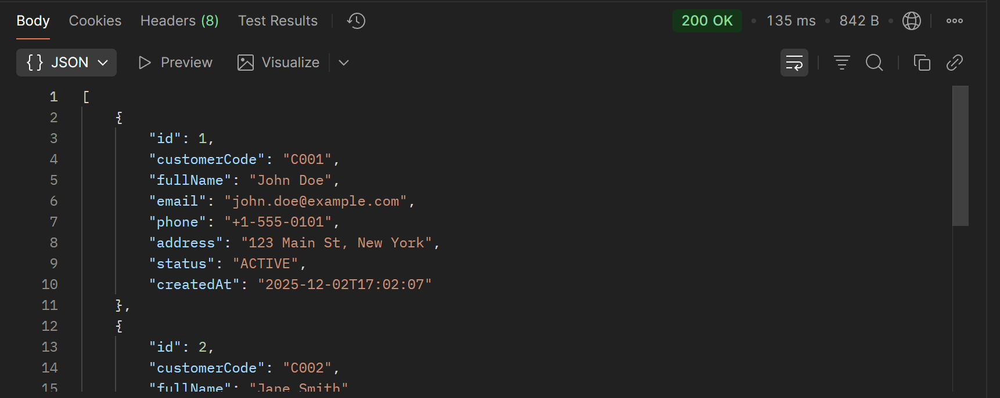 Body Cookies Headers (8) Test Results 200 OK • 135 ms • 842 B •
{ } JSON Preview Visualize
1 [
2 {
3 "id": 1,
4 "customerCode": "C001",
5 "fullName": "John Doe",
6 "email": "john.doe@example.com",
7 "phone": "+1-555-0101",
8 "address": "123 Main St, New York",
9 "status": "ACTIVE",
10 "createdAt": "2025-12-02T17:02:07"
11 },
12 {
13 "id": 2,
14 "customerCode": "C002",
15 "fullName": "Jane Smith"